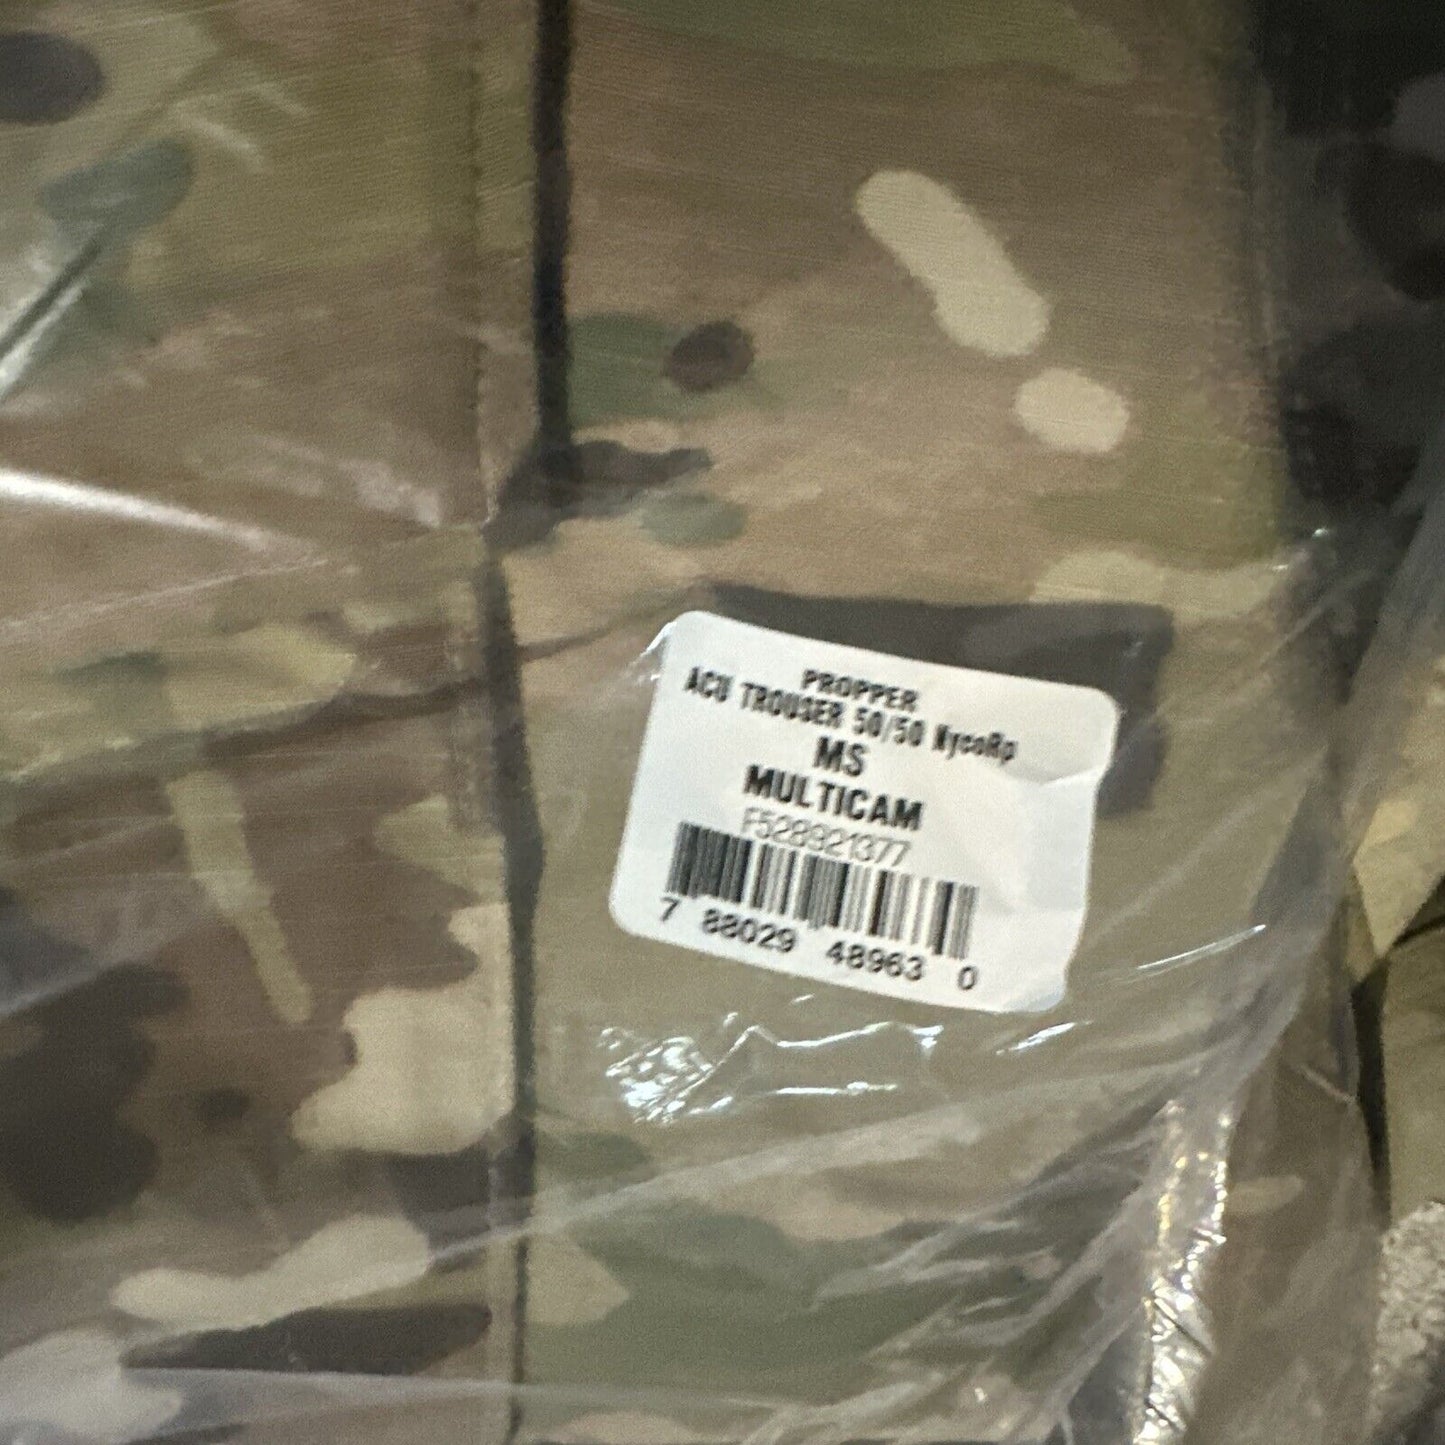 PROPPER
ACU TROUSER 50/50 NycoRp
MS
MULTICAM
F528921377
7 88029 48963 0